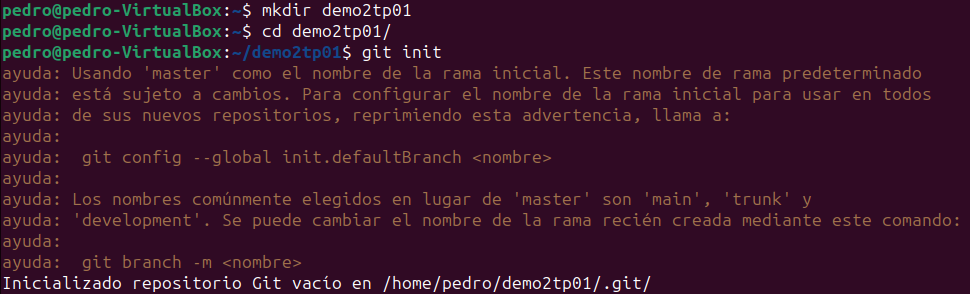 pedro@pedro-VirtualBox:~$ mkdir demo2tp01
pedro@pedro-VirtualBox:~$ cd demo2tp01/
pedro@pedro-VirtualBox:~/demo2tp01$ git init
ayuda: Usando 'master' como el nombre de la rama inicial. Este nombre de rama predeterminado
ayuda: está sujeto a cambios. Para configurar el nombre de la rama inicial para usar en todos
ayuda: de sus nuevos repositorios, reprimiendo esta advertencia, llama a:
ayuda:
ayuda:  git config --global init.defaultBranch <nombre>
ayuda:
ayuda: Los nombres comúnmente elegidos en lugar de 'master' son 'main', 'trunk' y
ayuda: 'development'. Se puede cambiar el nombre de la rama recién creada mediante este comando:
ayuda:
ayuda:  git branch -m <nombre>
Inicializado repositorio Git vacío en /home/pedro/demo2tp01/.git/